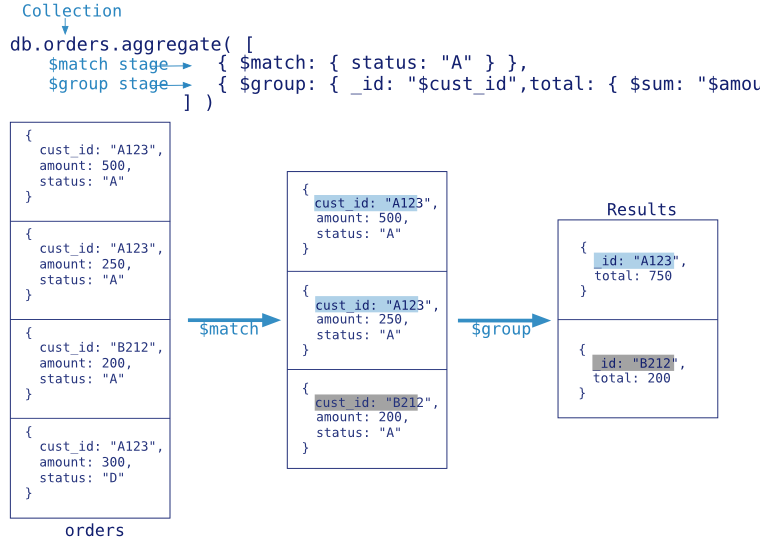 Collection
db.orders.aggregate( [
$match stage { $match: { status: "A" } },
$group stage { $group: { _id: "$cust_id",total: { $sum: "$amou
] )
{
cust_id: "A123",
amount: 500,
status: "A"
}
{
cust_id: "A123",
amount: 250,
status: "A"
}
{
cust_id: "B212",
amount: 200,
status: "A"
}
{
cust_id: "A123",
amount: 300,
status: "D"
}
orders
$match
{
cust_id: "A123",
amount: 500,
status: "A"
}
{
cust_id: "A123",
amount: 250,
status: "A"
}
{
cust_id: "B212",
amount: 200,
status: "A"
}
$group
Results
{
_id: "A123",
total: 750
}
{
_id: "B212",
total: 200
}